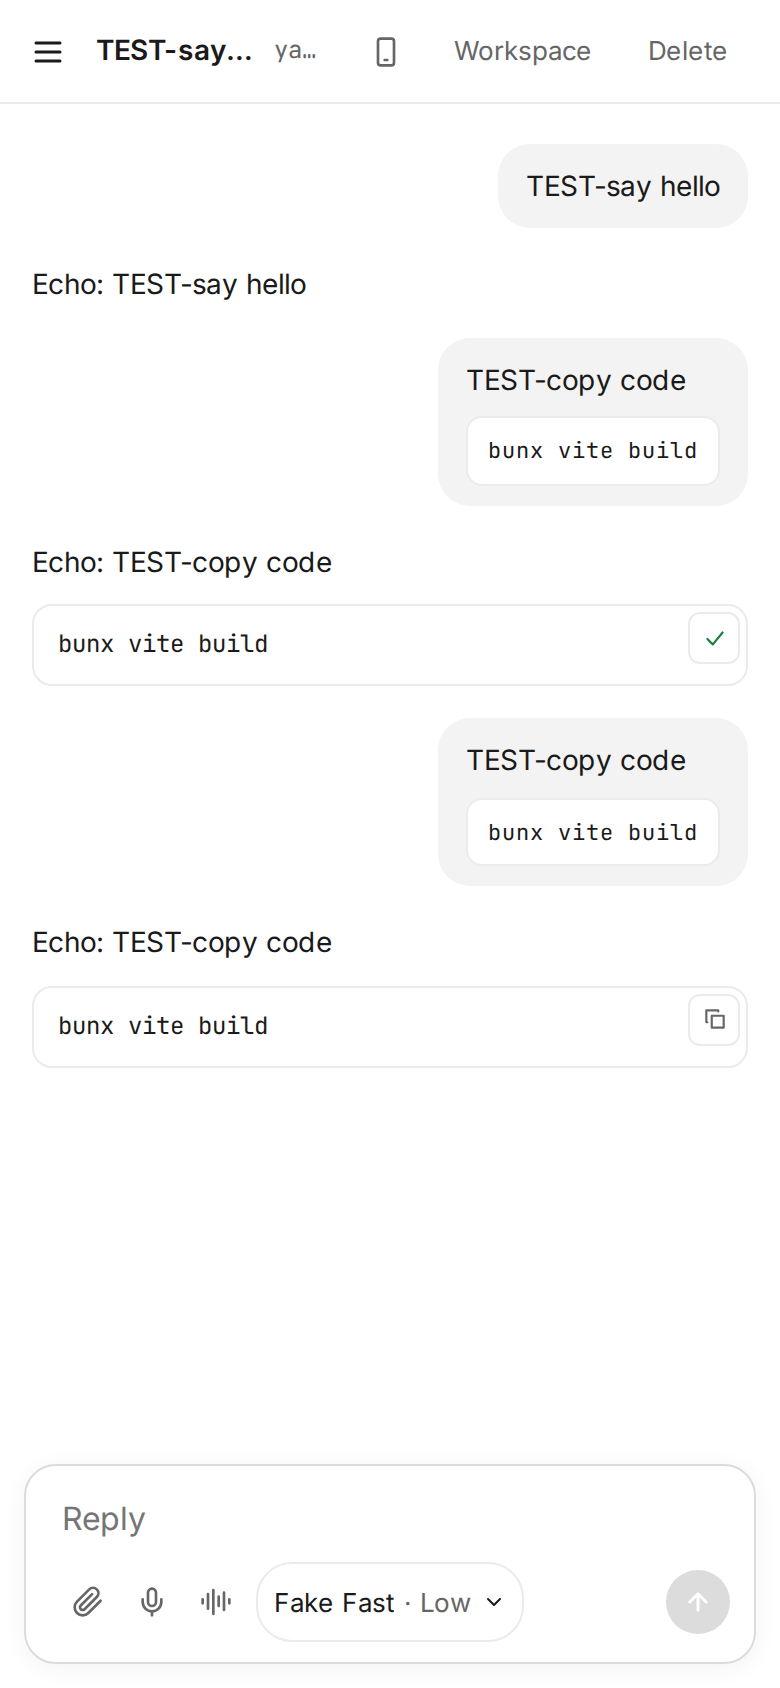 TEST-say... ya... Workspace Delete
TEST-say hello
Echo: TEST-say hello
TEST-copy code
bunx vite build
Echo: TEST-copy code
bunx vite build
TEST-copy code
bunx vite build
Echo: TEST-copy code
bunx vite build
Reply
Fake Fast · Low